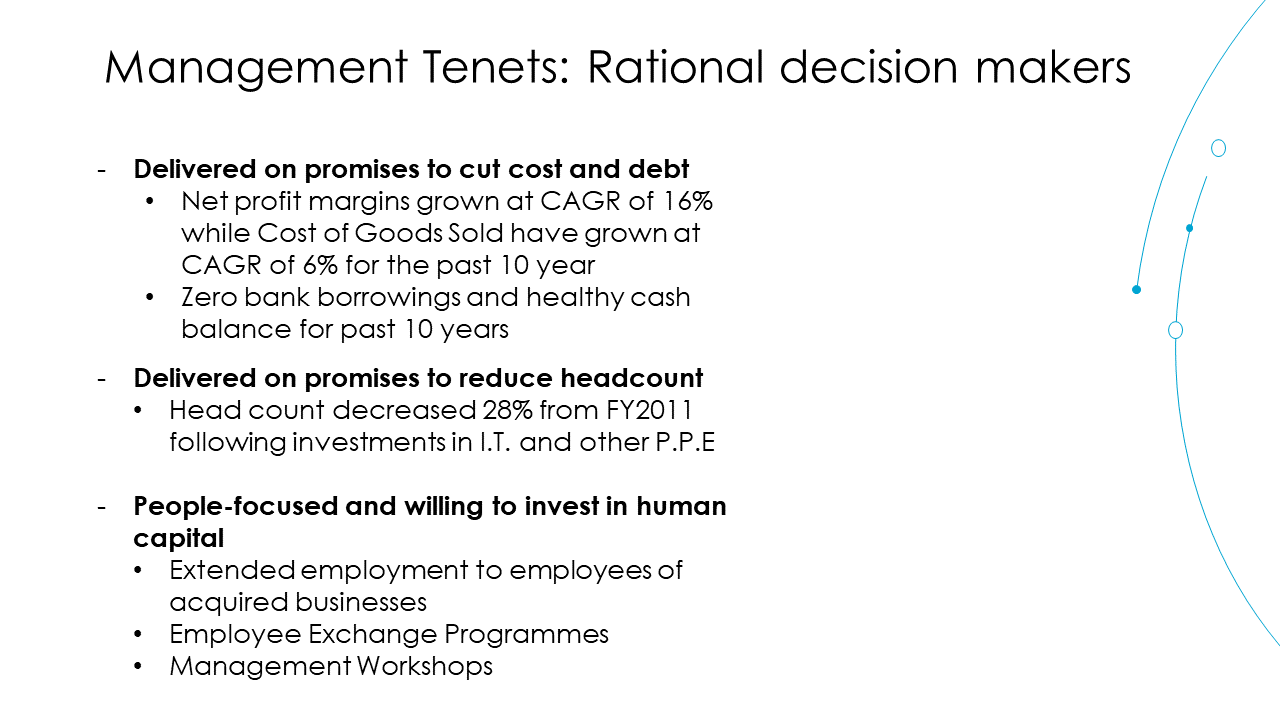 Management Tenets: Rational decision makers
- Delivered on promises to cut cost and debt
• Net profit margins grown at CAGR of 16%
while Cost of Goods Sold have grown at
CAGR of 6% for the past 10 year
• Zero bank borrowings and healthy cash
balance for past 10 years
- Delivered on promises to reduce headcount
• Head count decreased 28% from FY2011
following investments in I.T. and other P.P.E
- People-focused and willing to invest in human
capital
• Extended employment to employees of
acquired businesses
• Employee Exchange Programmes
• Management Workshops